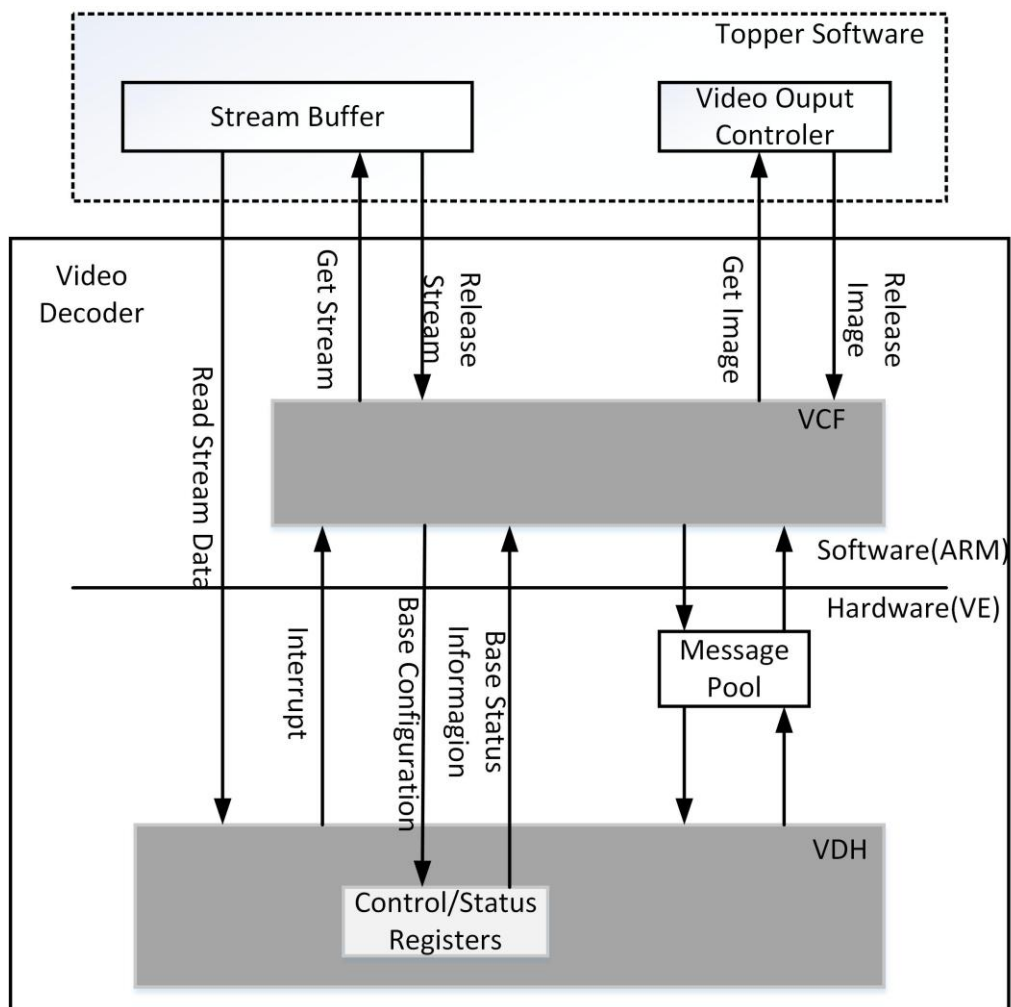 Topper Software
Stream Buffer
Video Ouput
Controler
Video
Decoder
Read Stream Data
Get Stream
Release
Stream
Get Image
Release
Image
VCF
Software(ARM)
Hardware(VE)
Interrupt
Base Configuration
Base Status
Informagion
Message
Pool
VDH
Control/Status
Registers